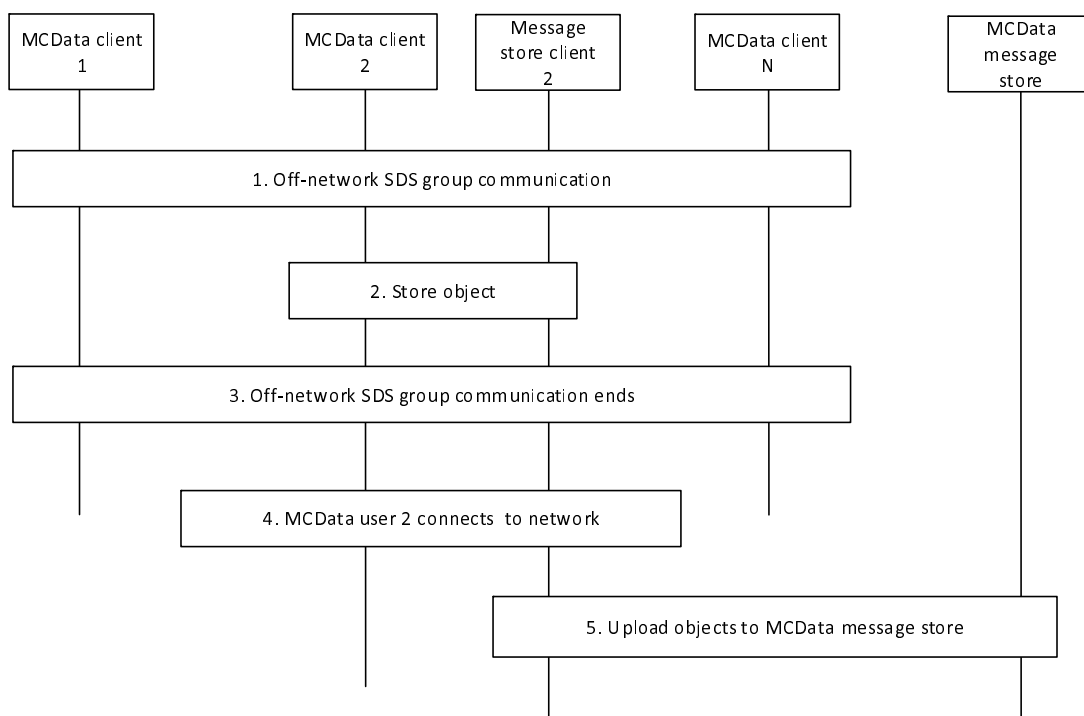 MCData client
1
MCData client
2
Message
store client
2
MCData client
N
MCData
message
store
1. Off-network SDS group communication
2. Store object
3. Off-network SDS group communication ends
4. MCData user 2 connects to network
5. Upload objects to MCData message store